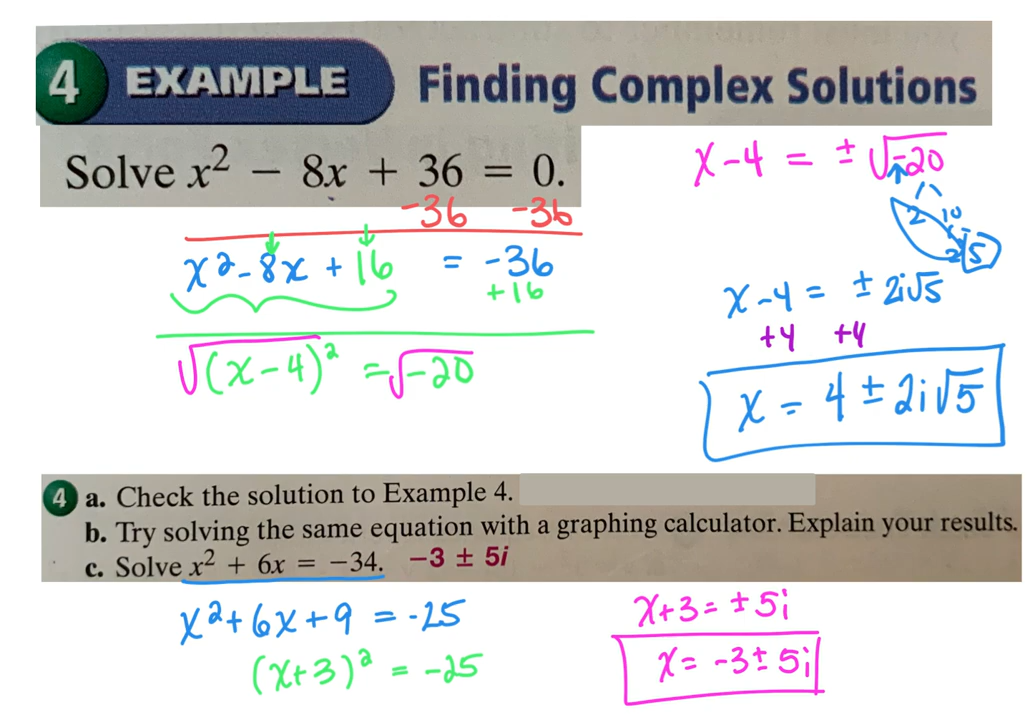 4 EXAMPLE Finding Complex Solutions
Solve x² − 8x + 36 = 0.
-36 -36
x² - 8x + 16 = -36
+16
√(x-4)² = √-20
x-4 = ±√-20
2 10
2 5
x-4 = ± 2i√5
+4 +4
x = 4 ± 2i√5
4 a. Check the solution to Example 4.
b. Try solving the same equation with a graphing calculator. Explain your results.
c. Solve x² + 6x = −34. −3 ± 5i
x² + 6x + 9 = -25
(x+3)² = -25
x+3 = ± 5i
x = -3 ± 5i